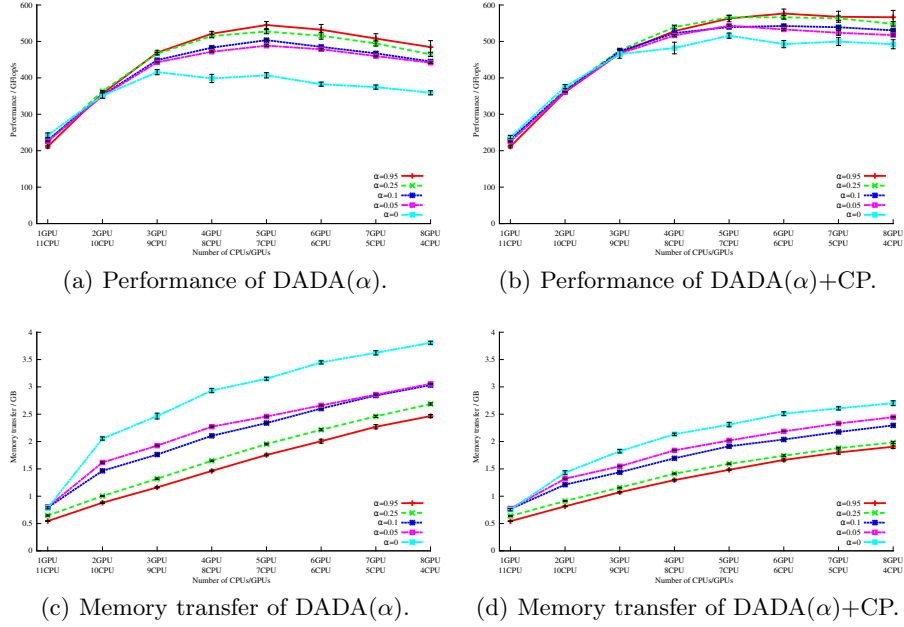 600
500
400
300
200
100
0
Performance / GFlop/s
α=0.95
α=0.25
α=0.1
α=0.05
α=0
1GPU 2GPU 3GPU 4GPU 5GPU 6GPU 7GPU 8GPU
11CPU 10CPU 9CPU 8CPU 7CPU 6CPU 5CPU 4CPU
Number of CPUs/GPUs
(a) Performance of DADA(α).
600
500
400
300
200
100
0
Performance / GFlop/s
α=0.95
α=0.25
α=0.1
α=0.05
α=0
1GPU 2GPU 3GPU 4GPU 5GPU 6GPU 7GPU 8GPU
11CPU 10CPU 9CPU 8CPU 7CPU 6CPU 5CPU 4CPU
Number of CPUs/GPUs
(b) Performance of DADA(α)+CP.
4
3.5
3
2.5
2
1.5
1
0.5
0
Memory transfer / GB
α=0.95
α=0.25
α=0.1
α=0.05
α=0
1GPU 2GPU 3GPU 4GPU 5GPU 6GPU 7GPU 8GPU
11CPU 10CPU 9CPU 8CPU 7CPU 6CPU 5CPU 4CPU
Number of CPUs/GPUs
(c) Memory transfer of DADA(α).
4
3.5
3
2.5
2
1.5
1
0.5
0
Memory transfer / GB
α=0.95
α=0.25
α=0.1
α=0.05
α=0
1GPU 2GPU 3GPU 4GPU 5GPU 6GPU 7GPU 8GPU
11CPU 10CPU 9CPU 8CPU 7CPU 6CPU 5CPU 4CPU
Number of CPUs/GPUs
(d) Memory transfer of DADA(α)+CP.